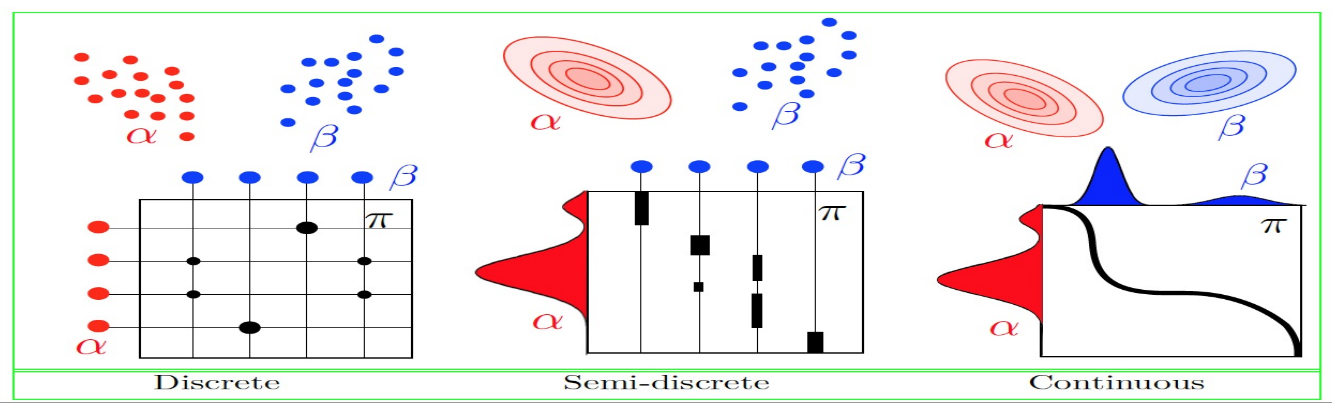 α β α β α β
β π α
β π α
β π α
Discrete Semi-discrete Continuous